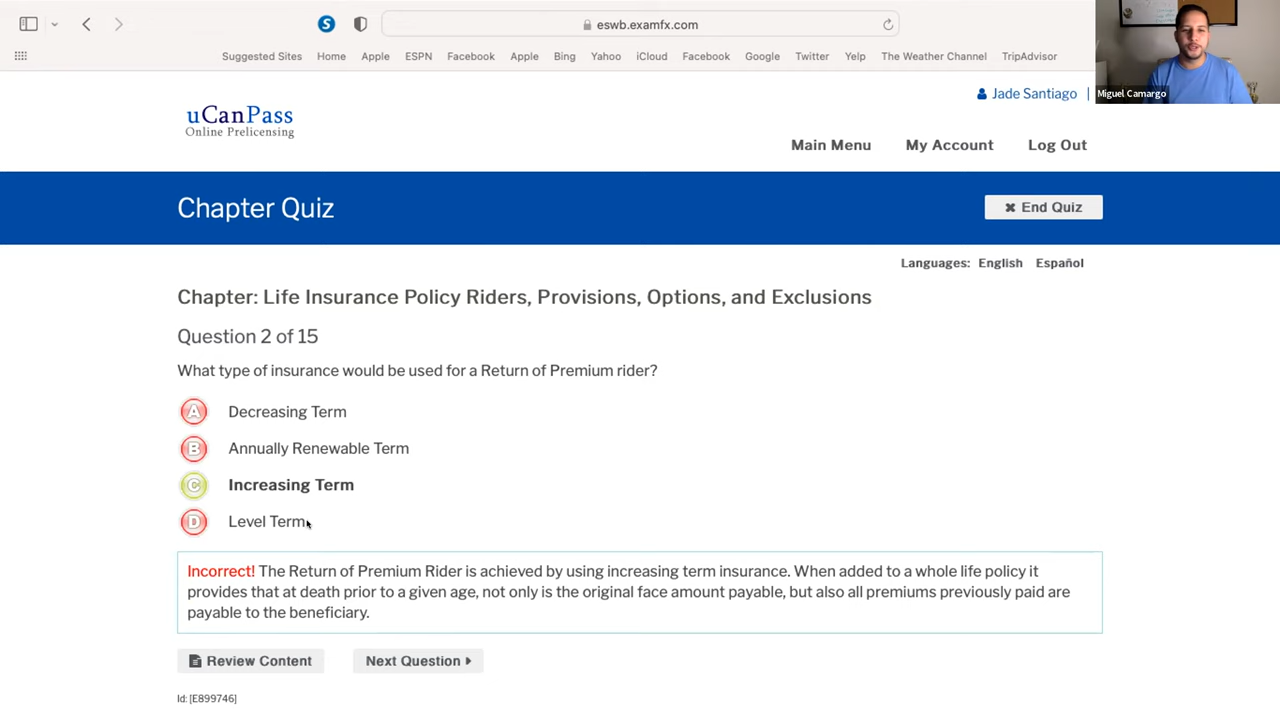 S
eswb.examfx.com
Suggested Sites Home Apple ESPN Facebook Apple Bing Yahoo iCloud Facebook Google Twitter Yelp The Weather Channel TripAdvisor
Miguel Camargo
Jade Santiago |
uCanPass
Online Prelicensing
Main Menu My Account Log Out
Chapter Quiz
✖ End Quiz
Languages: English Español
Chapter: Life Insurance Policy Riders, Provisions, Options, and Exclusions
Question 2 of 15
What type of insurance would be used for a Return of Premium rider?
A Decreasing Term
B Annually Renewable Term
C Increasing Term
D Level Term
Incorrect! The Return of Premium Rider is achieved by using increasing term insurance. When added to a whole life policy it
provides that at death prior to a given age, not only is the original face amount payable, but also all premiums previously paid are
payable to the beneficiary.
Review Content Next Question
Id: [E899746]